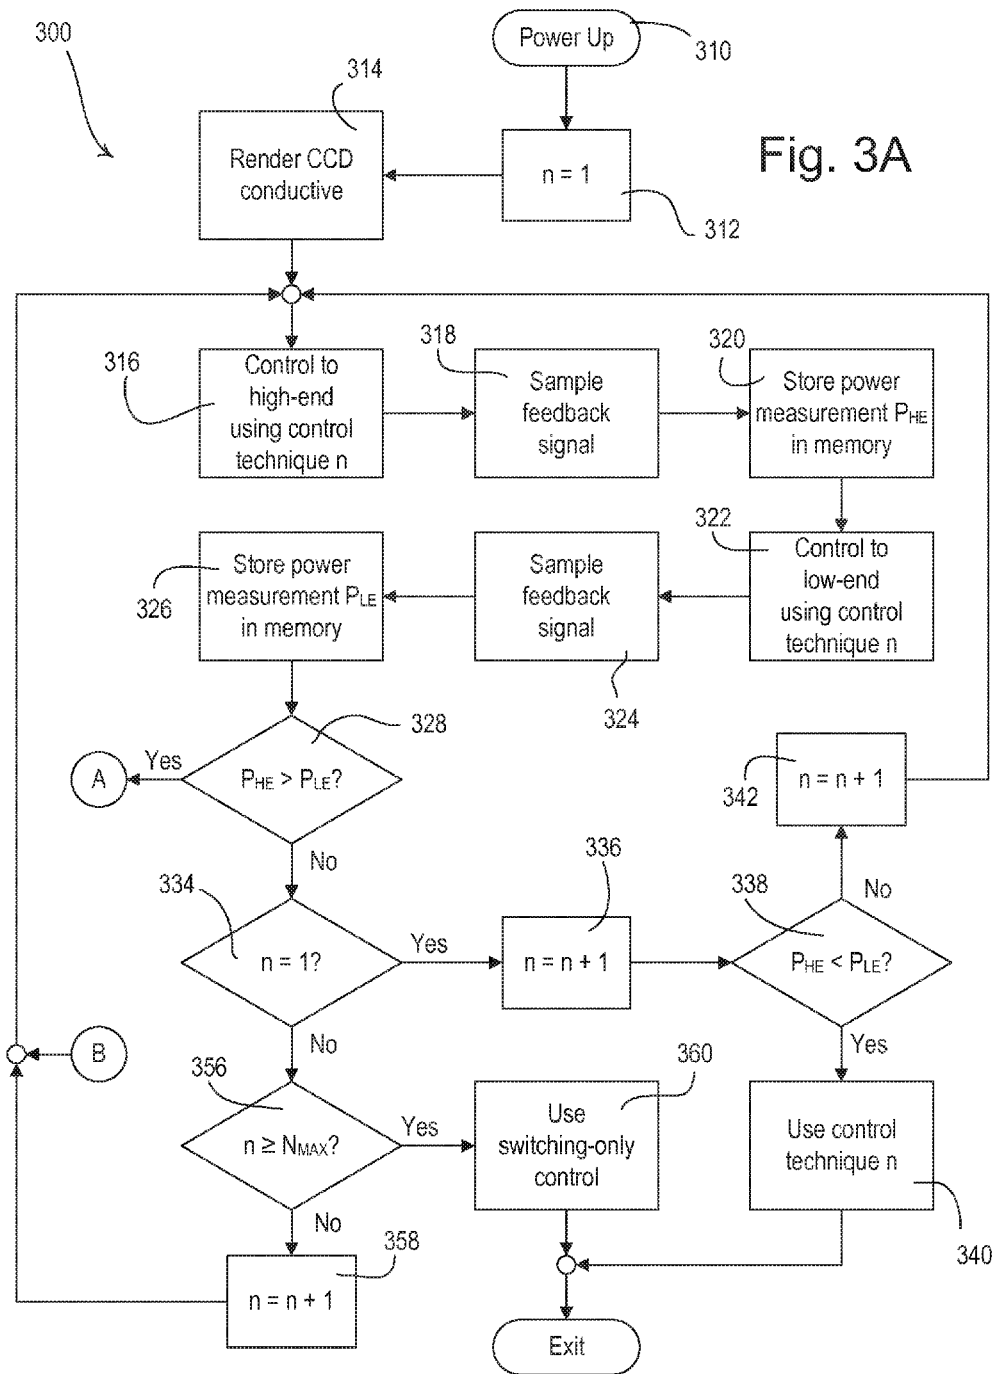 300
Power Up
310
314
Render CCD
conductive
n = 1
312
Fig. 3A
316
Control to
high-end
using control
technique n
318
Sample
feedback
signal
320
Store power
measurement PHE
in memory
326
Store power
measurement PLE
in memory
Sample
feedback
signal
324
322
Control to
low-end
using control
technique n
328
A
Yes
PHE > PLE?
No
342
n = n + 1
334
n = 1?
Yes
336
n = n + 1
338
No
PHE < PLE?
Yes
B
No
356
n ≥ NMAX?
Yes
360
Use
switching-only
control
Use control
technique n
340
No
358
n = n + 1
Exit